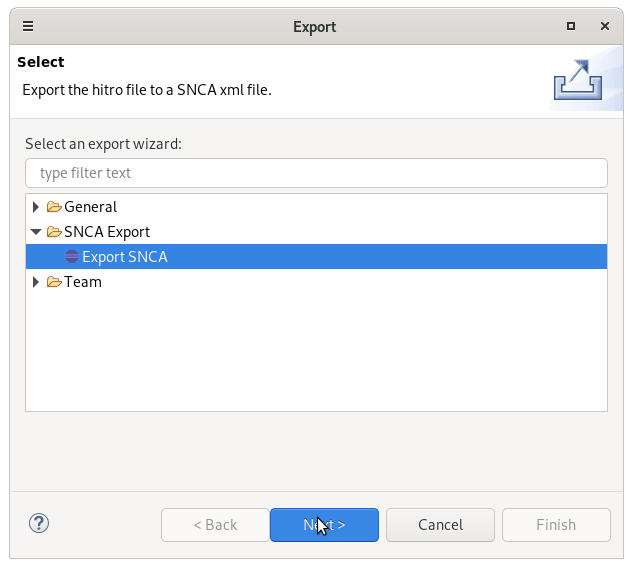 Export
Select
Export the hitro file to a SNCA xml file.
Select an export wizard:
type filter text
General
SNCA Export
Export SNCA
Team
< Back
Next >
Cancel
Finish